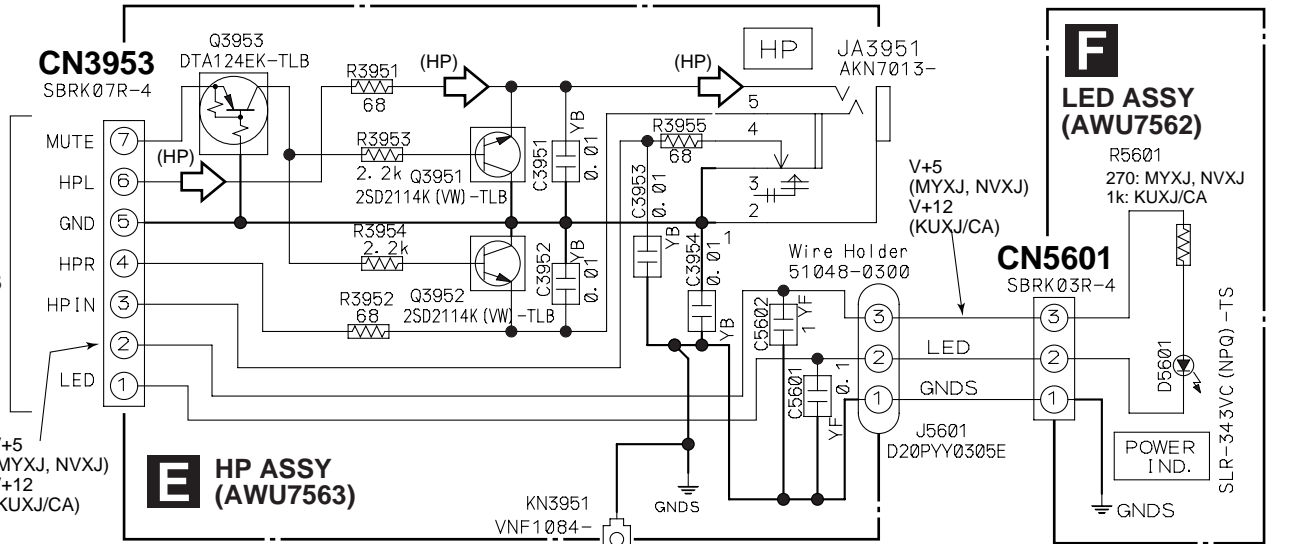 CN3953
SBRK07R-4
Q3953
DTA124EK-TLB
MUTE 7
HPL 6
GND 5
HPR 4
HPIN 3
2
LED 1
V+5
MYXJ, NVXJ)
V+12
KUXJ/CA)
(HP)
R3951
68
(HP)
R3953
2.2k
Q3951
2SD2114K(VW)-TLB
R3954
2.2k
Q3952
2SD2114K(VW)-TLB
R3952
68
C3951
YB
0.01
C3952
YB
0.01
(HP)
HP
JA3951
AKN7013-
5
4
3
2
1
R3955
68
C3953
0.01
YB
C3954
0.01
YB
GNDS
KN3951
VNF1084-
E HP ASSY
(AWU7563)
C5602
YF
1
C5601
0.1
YF
Wire Holder
51048-0300
3
2
1
J5601
D20PYY0305E
V+5
(MYXJ, NVXJ)
V+12
(KUXJ/CA)
LED
GNDS
CN5601
SBRK03R-4
3
2
1
F
LED ASSY
(AWU7562)
R5601
270: MYXJ, NVXJ
1k: KUXJ/CA
D5601
SLR-343VC(NPQ)-TS
POWER
IND.
GNDS